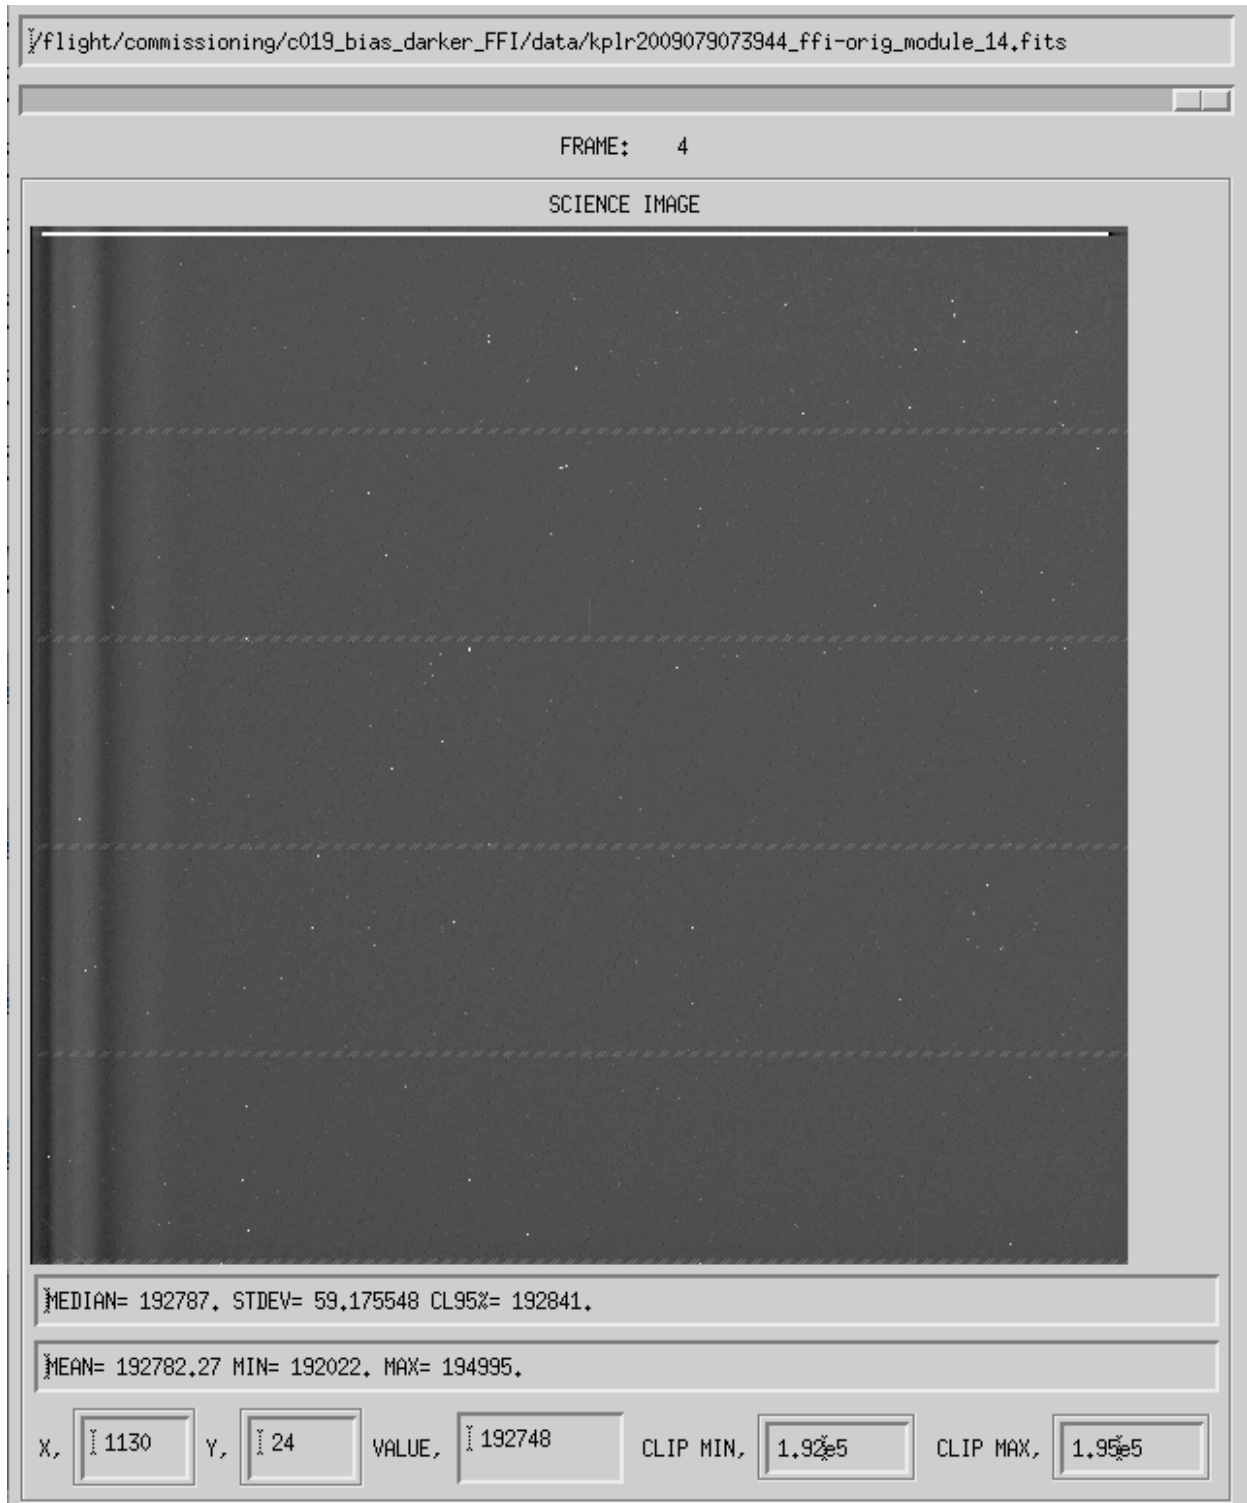 /flight/commissioning/c019_bias_darker_FFI/data/kplr2009079073944_ffi-orig_module_14.fits
FRAME: 4
SCIENCE IMAGE
MEDIAN= 192787. STDEV= 59.175548 CL95%= 192841.
MEAN= 192782.27 MIN= 192022. MAX= 194995.
X, 1130 Y, 24 VALUE, 192748 CLIP MIN, 1.92e5 CLIP MAX, 1.95e5